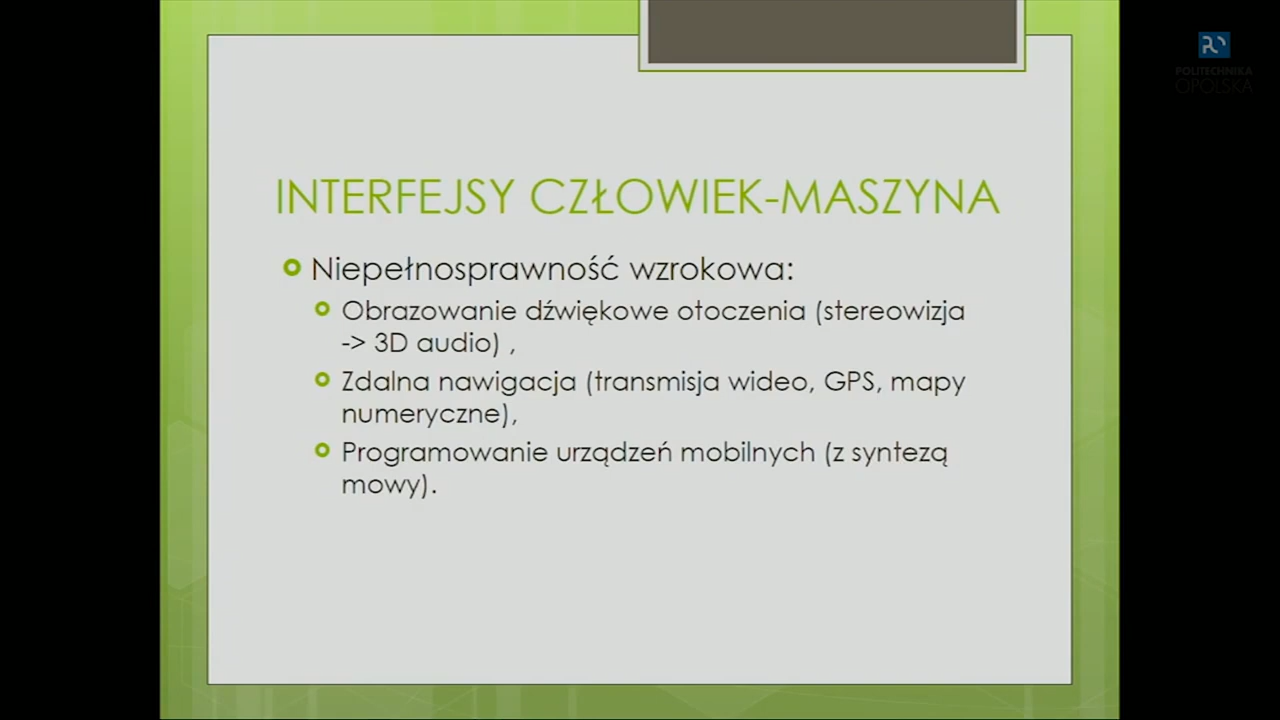 POLITECHNIKA
OPOLSKA
INTERFEJSY CZŁOWIEK-MASZYNA
Niepełnosprawność wzrokowa:
Obrazowanie dźwiękowe otoczenia (stereowizja
-> 3D audio) ,
Zdalna nawigacja (transmisja wideo, GPS, mapy
numeryczne),
Programowanie urządzeń mobilnych (z syntezą
mowy).